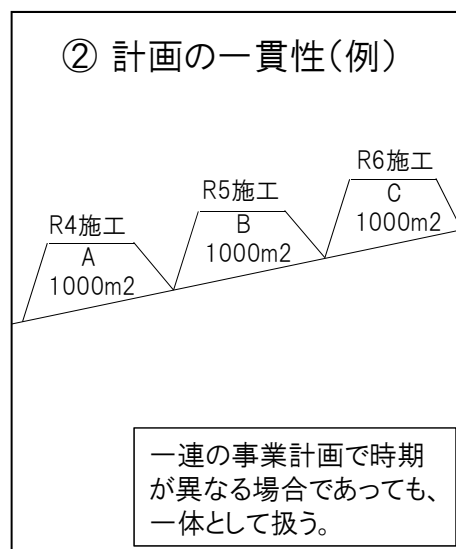 ② 計画の一貫性(例)
R6施工
C
1000m2
R5施工
B
1000m2
R4施工
A
1000m2
一連の事業計画で時期
が異なる場合であっても、
一体として扱う。